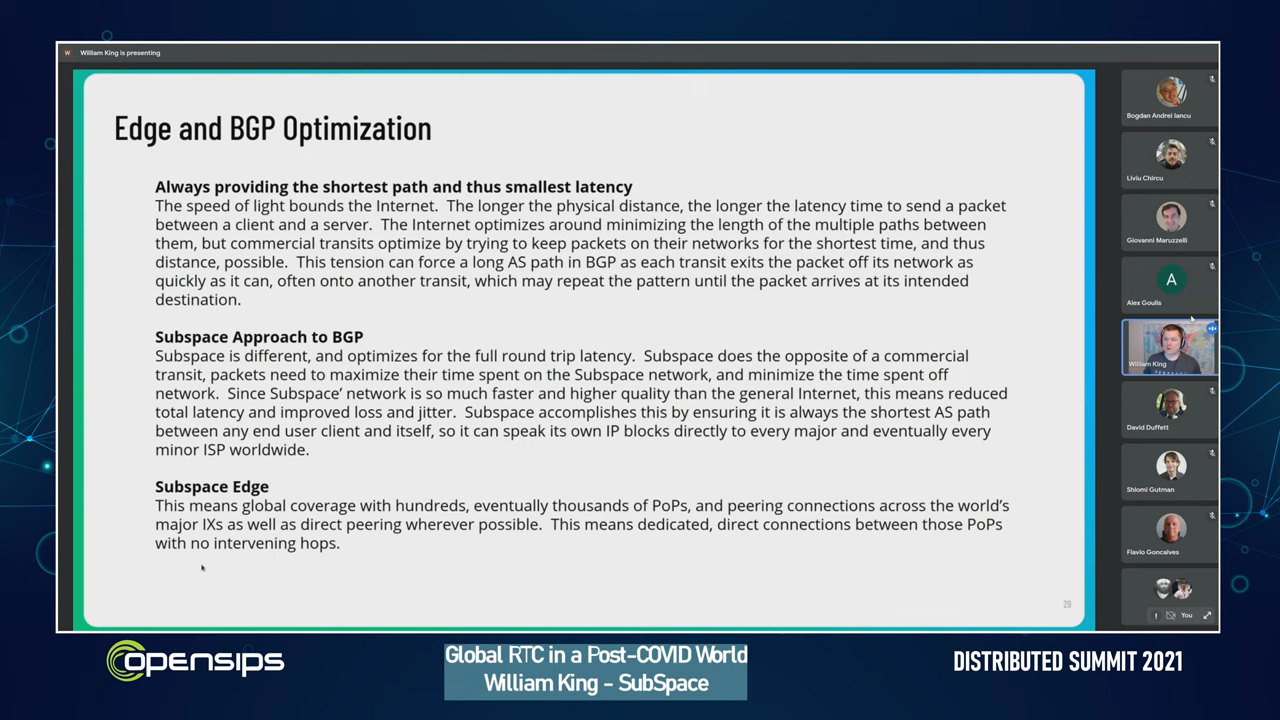 W William King is presenting
Edge and BGP Optimization
Always providing the shortest path and thus smallest latency
The speed of light bounds the Internet. The longer the physical distance, the longer the latency time to send a packet
between a client and a server. The Internet optimizes around minimizing the length of the multiple paths between
them, but commercial transits optimize by trying to keep packets on their networks for the shortest time, and thus
distance, possible. This tension can force a long AS path in BGP as each transit exits the packet off its network as
quickly as it can, often onto another transit, which may repeat the pattern until the packet arrives at its intended
destination.
Subspace Approach to BGP
Subspace is different, and optimizes for the full round trip latency. Subspace does the opposite of a commercial
transit, packets need to maximize their time spent on the Subspace network, and minimize the time spent off
network. Since Subspace' network is so much faster and higher quality than the general Internet, this means reduced
total latency and improved loss and jitter. Subspace accomplishes this by ensuring it is always the shortest AS path
between any end user client and itself, so it can speak its own IP blocks directly to every major and eventually every
minor ISP worldwide.
Subspace Edge
This means global coverage with hundreds, eventually thousands of PoPs, and peering connections across the world's
major IXs as well as direct peering wherever possible. This means dedicated, direct connections between those PoPs
with no intervening hops.
29
Bogdan Andrei Iancu
Liviu Chircu
Giovanni Maruzzelli
A
Alex Goulis
William King
David Duffett
Shlomi Gutman
Flavio Goncalves
You
OPENSIPS
Global RTC in a Post-COVID World
William King - SubSpace
DISTRIBUTED SUMMIT 2021